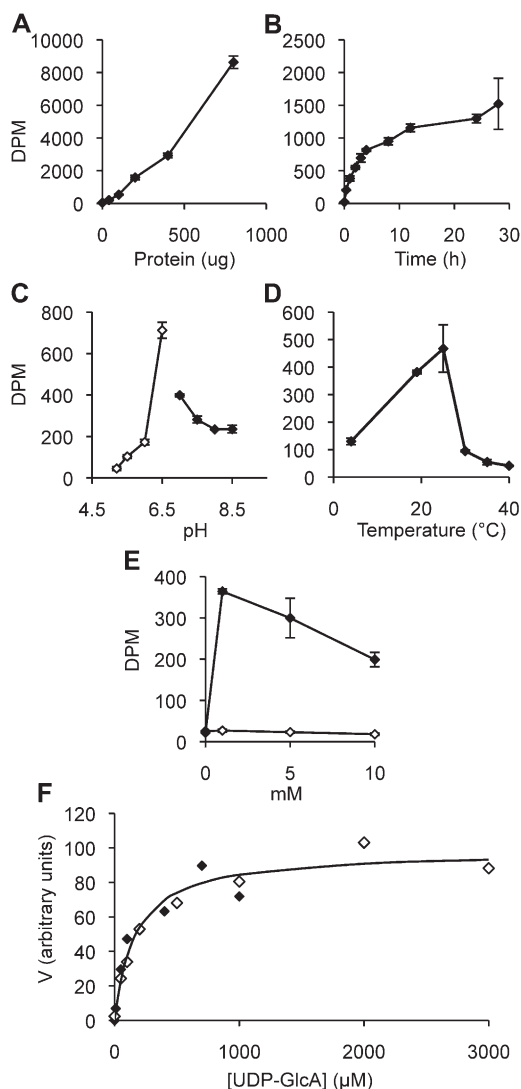 A
B
10000
8000
6000
4000
2000
0
DPM
0 500 1000
Protein (ug)
2500
2000
1500
1000
500
0
0 10 20 30
Time (h)
C
D
800
600
400
200
0
DPM
4.5 6.5 8.5
pH
600
500
400
300
200
100
0
0 20 40
Temperature (°C)
E
400
300
200
100
0
DPM
0 5 10
mM
F
120
100
80
60
40
20
0
V (arbitrary units)
0 1000 2000 3000
[UDP-GlcA] (µM)